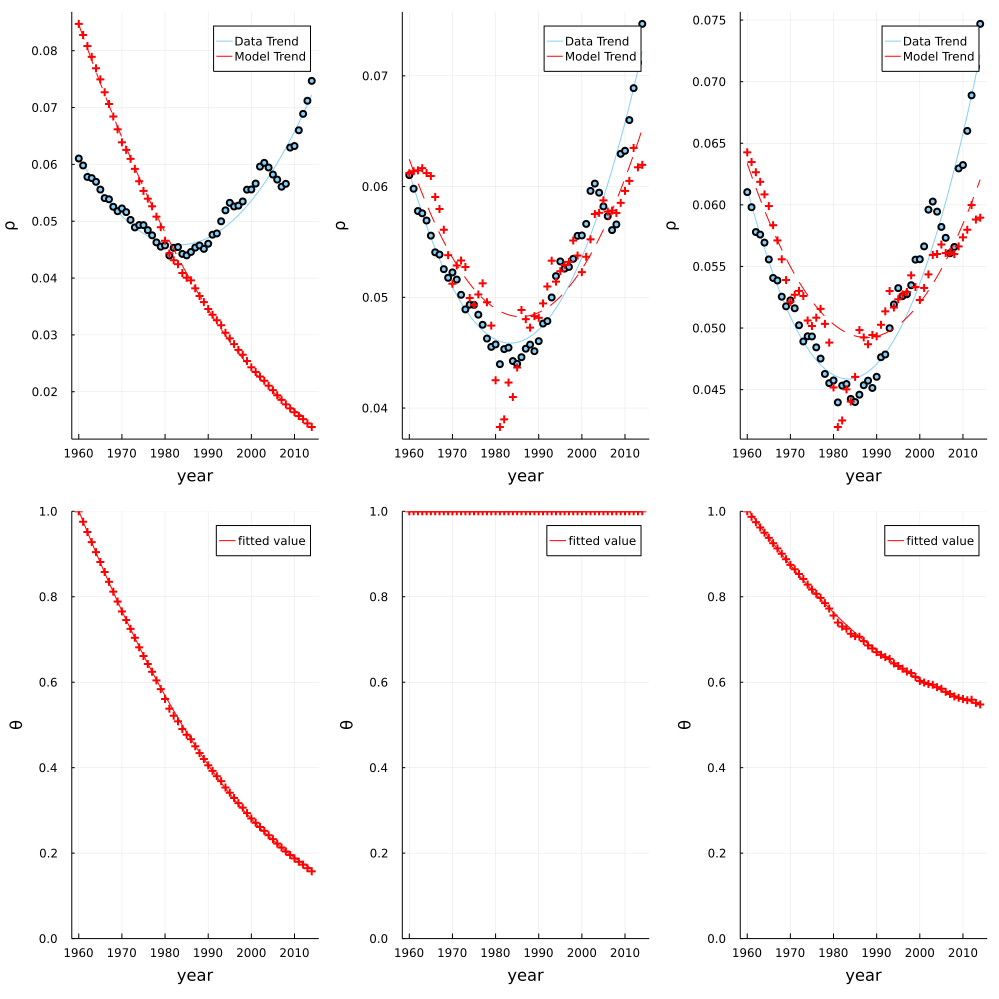 0.08
0.07
0.06
0.05
0.04
0.03
0.02
ρ
1960 1970 1980 1990 2000 2010
year
Data Trend
Model Trend
0.07
0.06
0.05
0.04
ρ
1960 1970 1980 1990 2000 2010
year
Data Trend
Model Trend
0.075
0.070
0.065
0.060
0.055
0.050
0.045
ρ
1960 1970 1980 1990 2000 2010
year
Data Trend
Model Trend
1.0
0.8
0.6
0.4
0.2
0.0
θ
1960 1970 1980 1990 2000 2010
year
fitted value
1.0
0.8
0.6
0.4
0.2
0.0
θ
1960 1970 1980 1990 2000 2010
year
fitted value
1.0
0.8
0.6
0.4
0.2
0.0
θ
1960 1970 1980 1990 2000 2010
year
fitted value